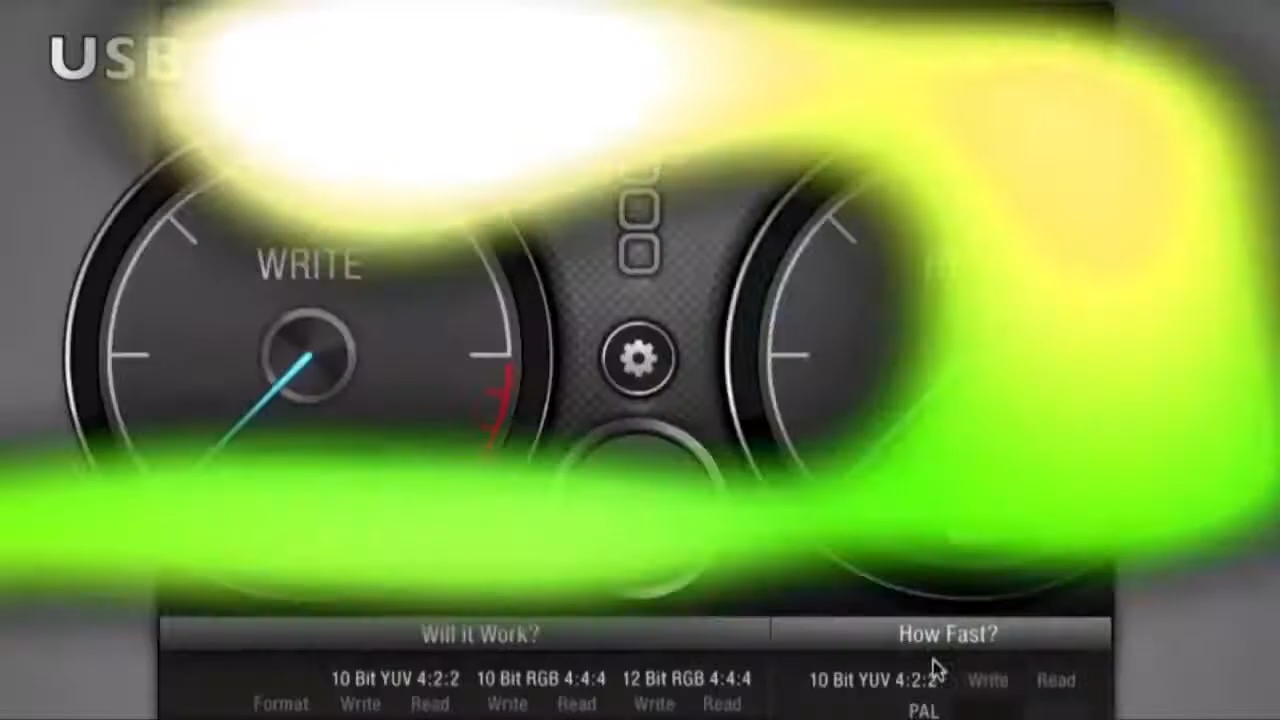 USB
WRITE
Will it Work?
How Fast?
10 Bit YUV 4:2:2 10 Bit RGB 4:4:4 12 Bit RGB 4:4:4 10 Bit YUV 4:2:2 Write Read
Format Write Read Write Read Write Read
PAL